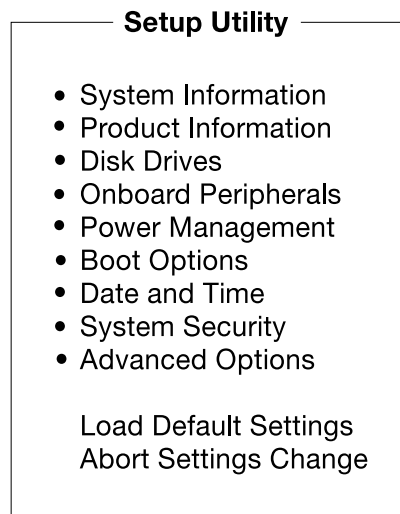 Setup Utility
• System Information
• Product Information
• Disk Drives
• Onboard Peripherals
• Power Management
• Boot Options
• Date and Time
• System Security
• Advanced Options
Load Default Settings
Abort Settings Change